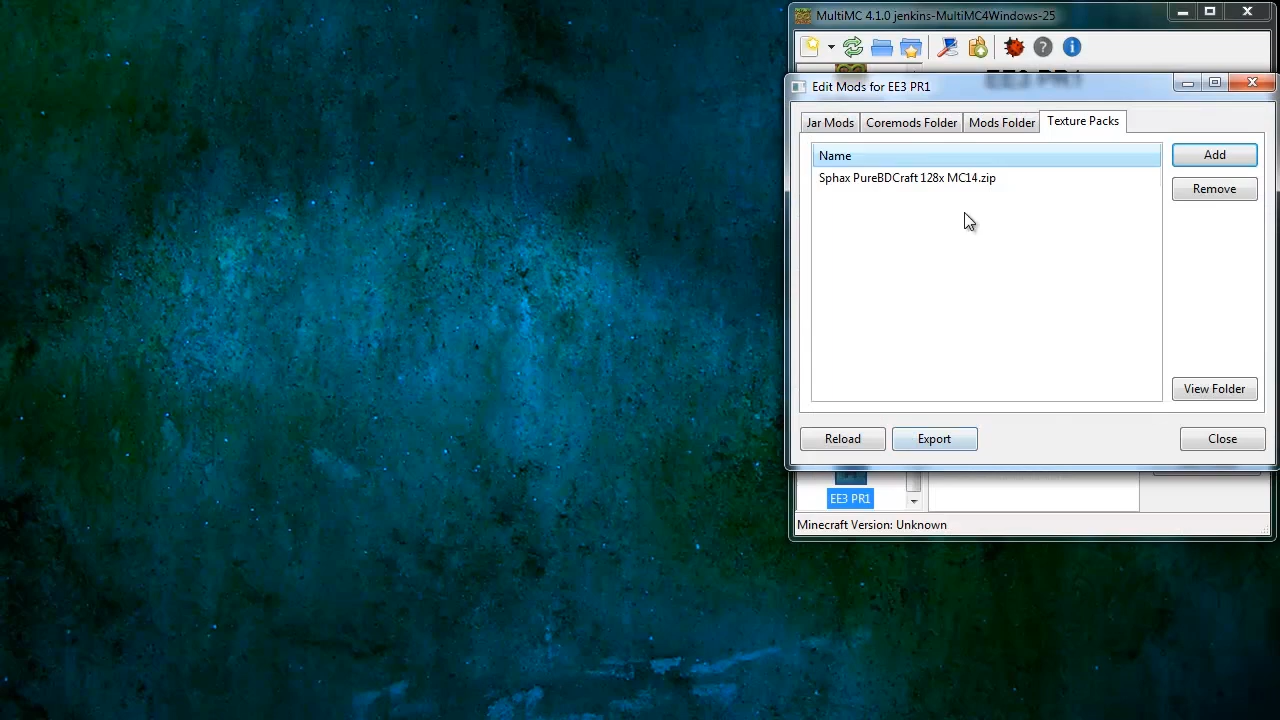 MultiMC 4.1.0 jenkins-MultiMC4Windows-25
Edit Mods for EE3 PR1
Jar Mods
Coremods Folder
Mods Folder
Texture Packs
Name
Add
Sphax PureBDCraft 128x MC14.zip
Remove
View Folder
Reload
Export
Close
EE3 PR1
Minecraft Version: Unknown